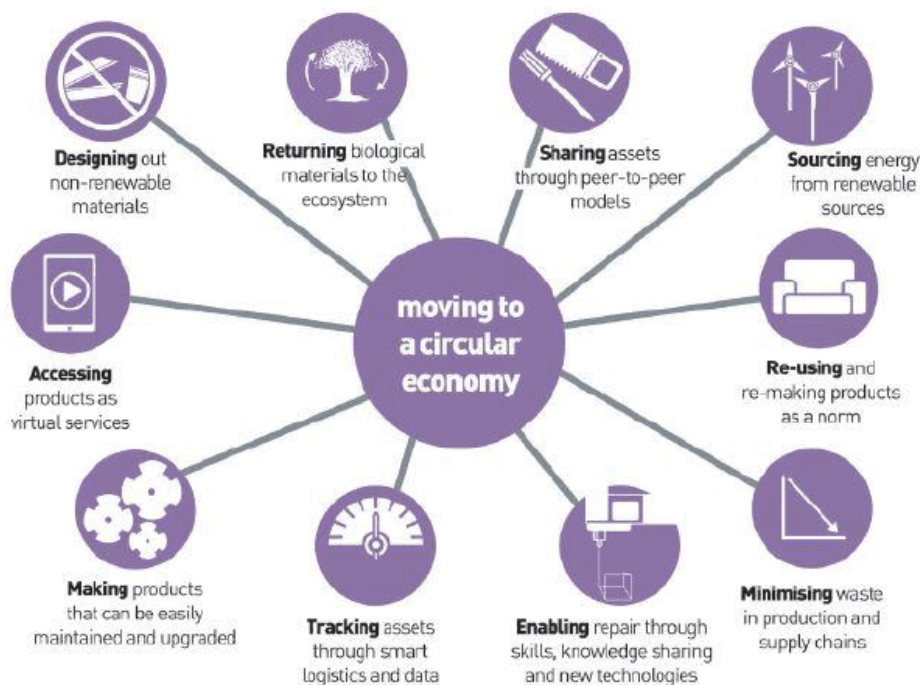 Designing out
non-renewable
materials
Returning biological
materials to the
ecosystem
Sharing assets
through peer-to-peer
models
Sourcing energy
from renewable
sources
moving to
a circular
economy
Accessing
products as
virtual services
Re-using and
re-making products
as a norm
Making products
that can be easily
maintained and upgraded
Tracking assets
through smart
logistics and data
Enabling repair through
skills, knowledge sharing
and new technologies
Minimising waste
in production and
supply chains